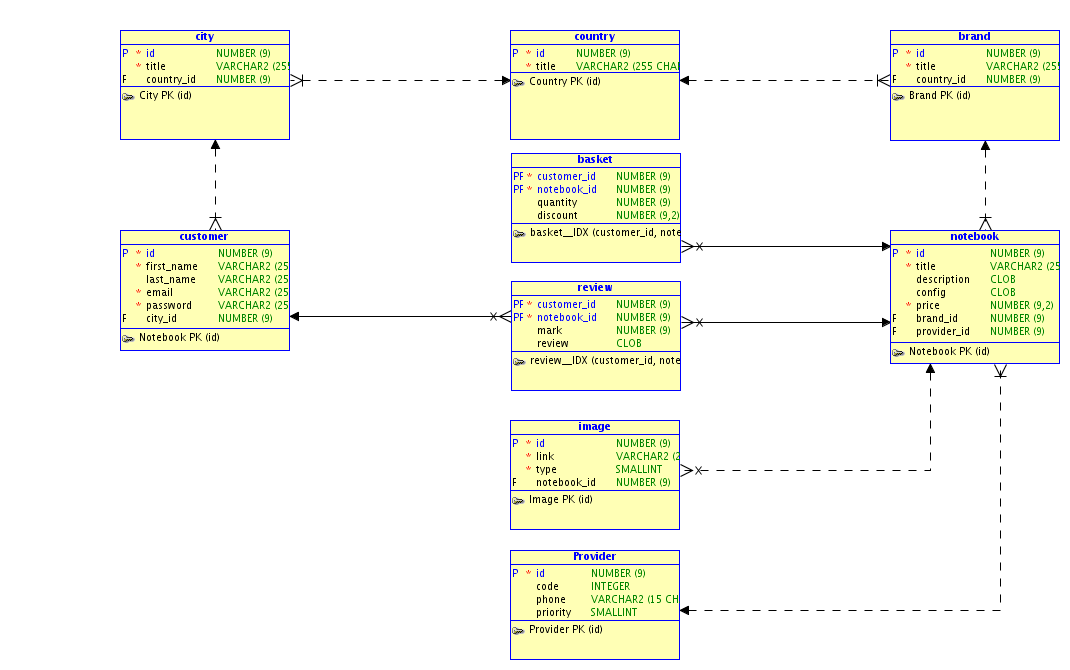 city
P * id NUMBER (9)
* title VARCHAR2 (255
F country_id NUMBER (9)
City PK (id)
country
P * id NUMBER (9)
* title VARCHAR2 (255 CHA
Country PK (id)
brand
P * id NUMBER (9)
* title VARCHAR2 (255
F country_id NUMBER (9)
Brand PK (id)
basket
PF * customer_id NUMBER (9)
PF * notebook_id NUMBER (9)
quantity NUMBER (9)
discount NUMBER (9,2)
basket__IDX (customer_id, note
customer
P * id NUMBER (9)
* first_name VARCHAR2 (25
last_name VARCHAR2 (25
* email VARCHAR2 (25
* password VARCHAR2 (25
F city_id NUMBER (9)
Notebook PK (id)
review
PF * customer_id NUMBER (9)
PF * notebook_id NUMBER (9)
mark NUMBER (9)
review CLOB
review__IDX (customer_id, note
notebook
P * id NUMBER (9)
* title VARCHAR2 (25
description CLOB
config CLOB
* price NUMBER (9,2)
F brand_id NUMBER (9)
F provider_id NUMBER (9)
Notebook PK (id)
image
P * id NUMBER (9)
* link VARCHAR2 (2
* type SMALLINT
F notebook_id NUMBER (9)
Image PK (id)
Provider
P * id NUMBER (9)
code INTEGER
phone VARCHAR2 (15 CH
priority SMALLINT
Provider PK (id)